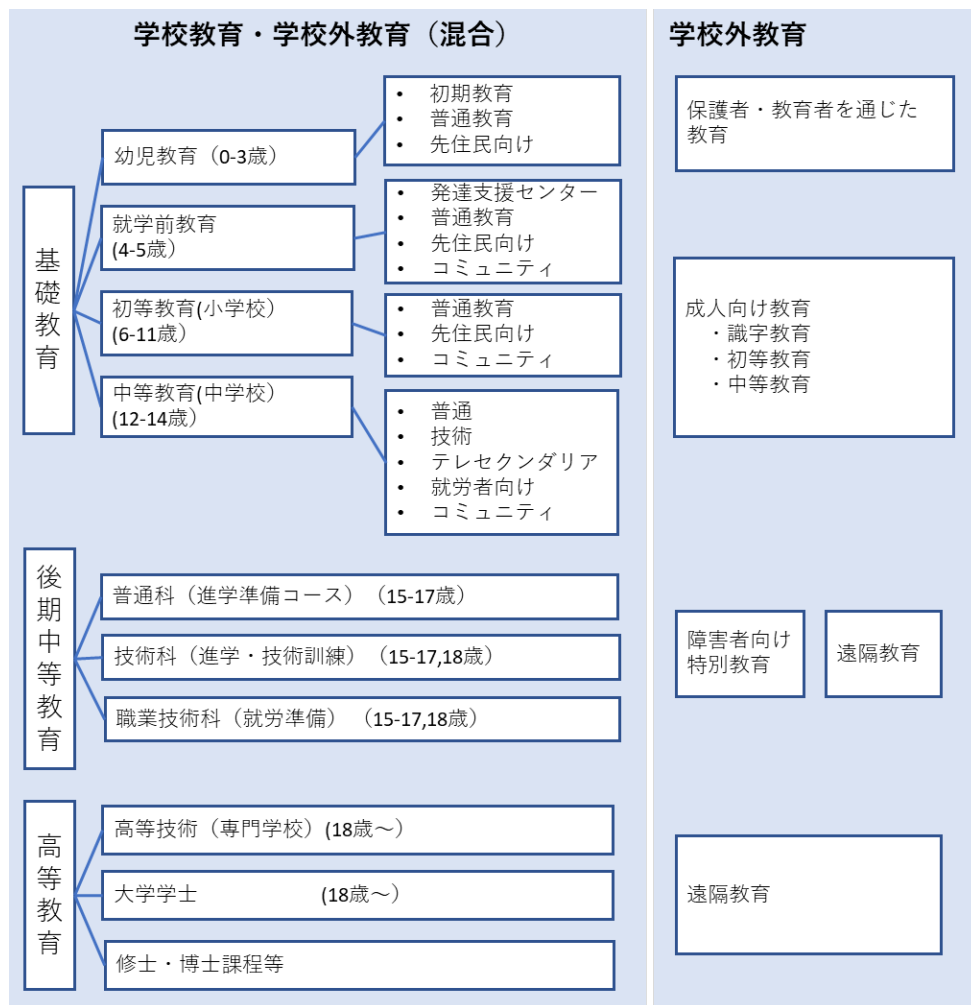 学校教育・学校外教育（混合）
基礎教育
幼児教育（0-3歳）
• 初期教育
• 普通教育
• 先住民向け
就学前教育
(4-5歳）
• 発達支援センター
• 普通教育
• 先住民向け
• コミュニティ
初等教育(小学校）
(6-11歳）
• 普通教育
• 先住民向け
• コミュニティ
中等教育(中学校）
(12-14歳）
• 普通
• 技術
• テレセクンダリア
• 就労者向け
• コミュニティ
後期中等教育
普通科（進学準備コース）（15-17歳）
技術科（進学・技術訓練）（15-17,18歳）
職業技術科（就労準備）（15-17,18歳）
高等教育
高等技術（専門学校）(18歳～）
大学学士 (18歳～）
修士・博士課程等
学校外教育
保護者・教育者を通じた
教育
成人向け教育
・識字教育
・初等教育
・中等教育
障害者向け
特別教育
遠隔教育
遠隔教育